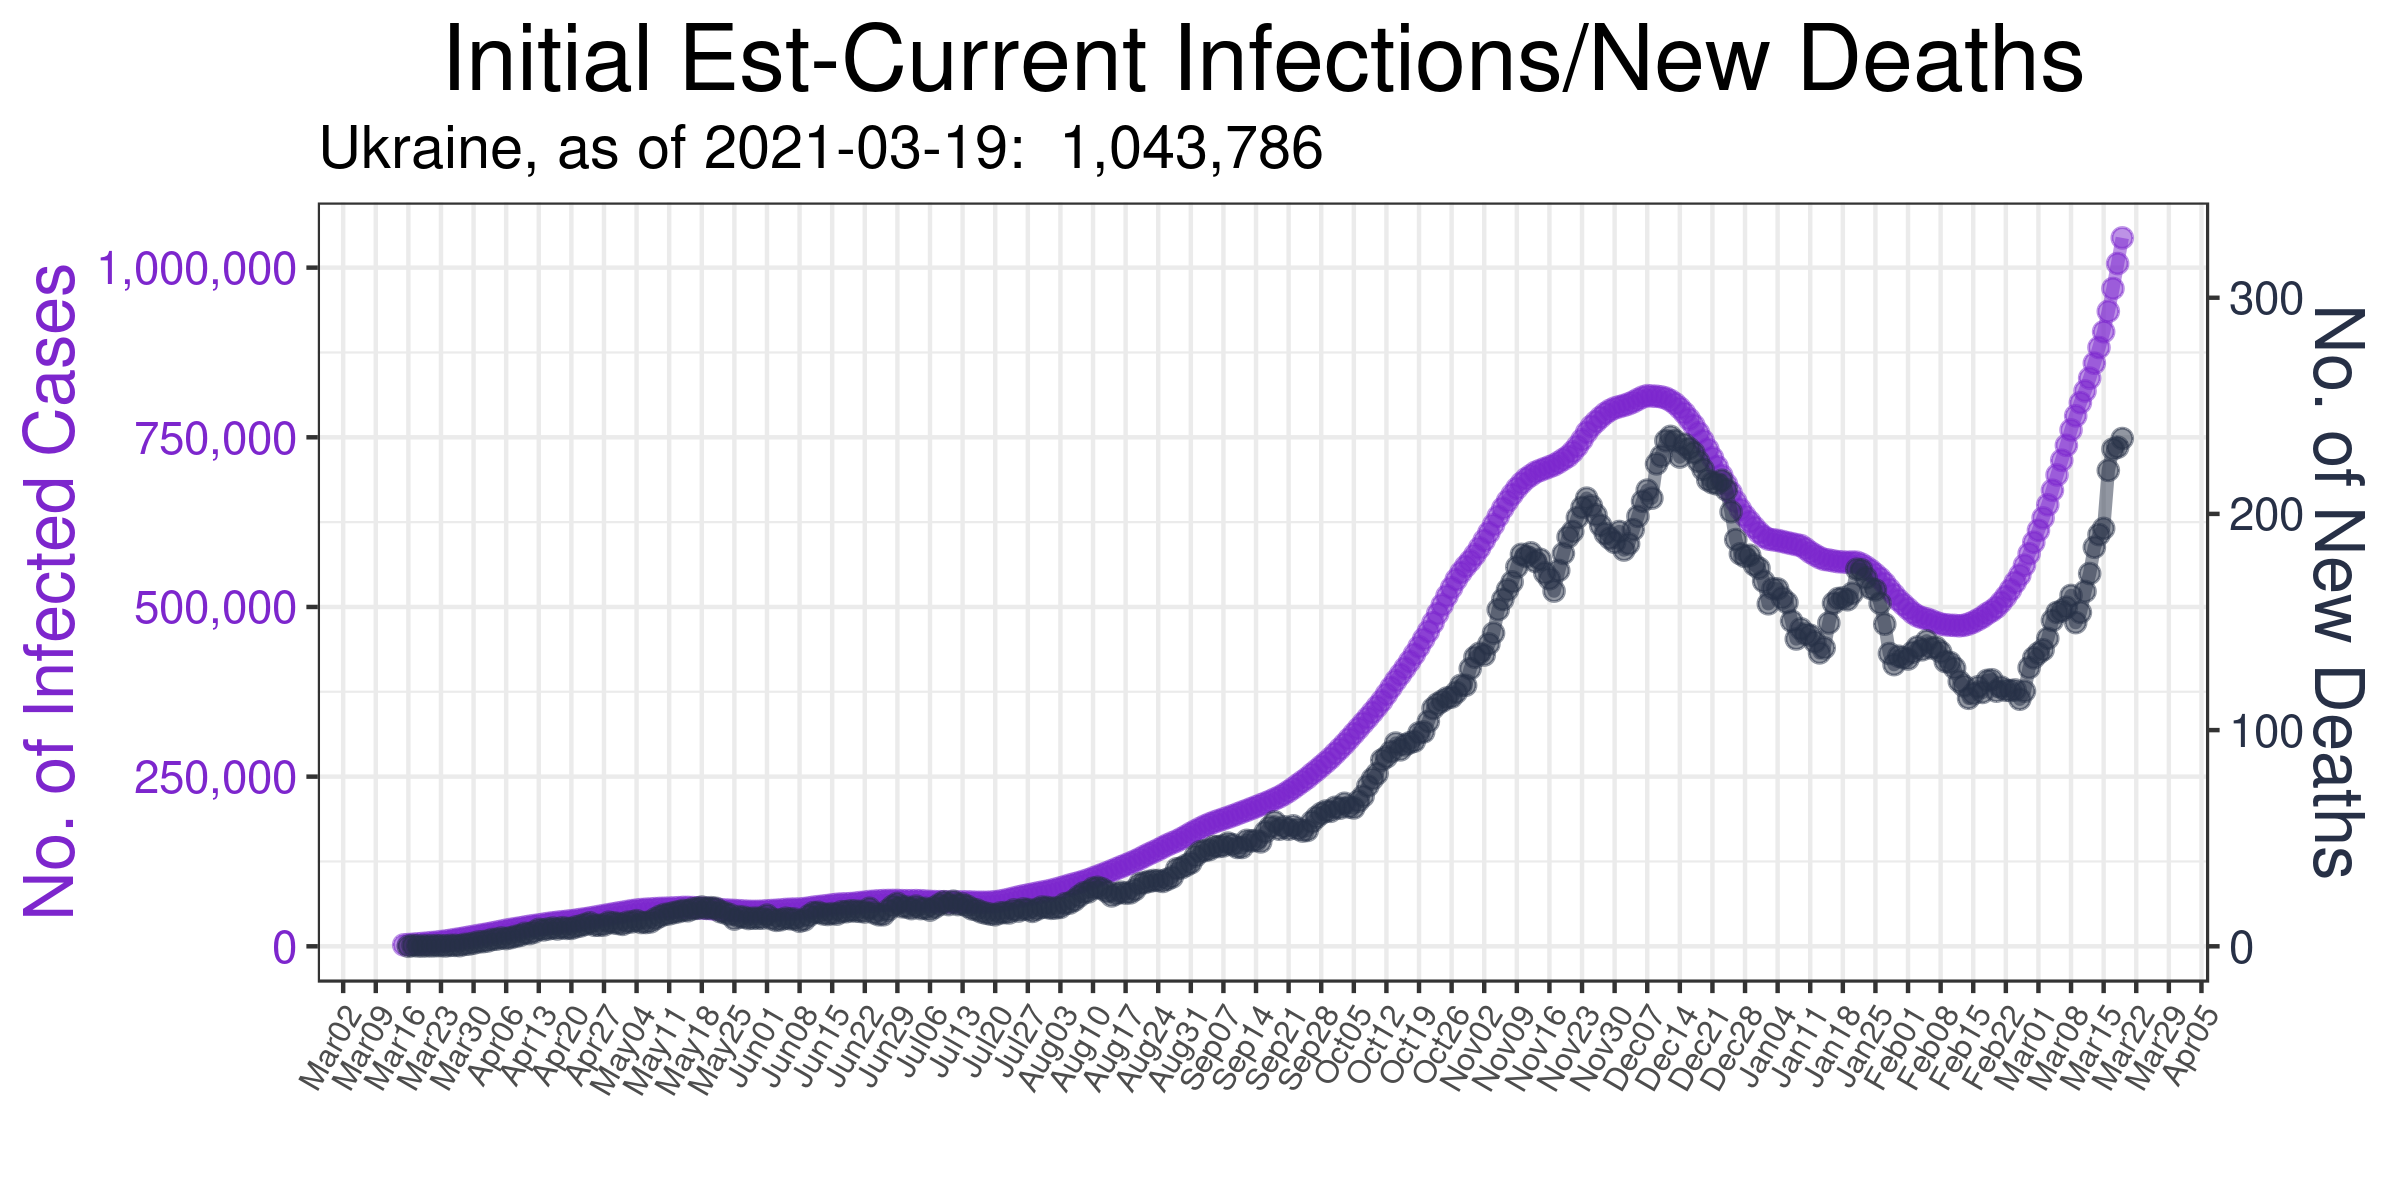 Initial Est-Current Infections/New Deaths
Ukraine, as of 2021-03-19:  1,043,786
No. of Infected Cases
1,000,000
750,000
500,000
250,000
0
300
200
100
0
No. of New Deaths
Mar02
Mar09
Mar16
Mar23
Mar30
Apr06
Apr13
Apr20
Apr27
May04
May11
May18
May25
Jun01
Jun08
Jun15
Jun22
Jun29
Jul06
Jul13
Jul20
Jul27
Aug03
Aug10
Aug17
Aug24
Aug31
Sep07
Sep14
Sep21
Sep28
Oct05
Oct12
Oct19
Oct26
Nov02
Nov09
Nov16
Nov23
Nov30
Dec07
Dec14
Dec21
Dec28
Jan04
Jan11
Jan18
Jan25
Feb01
Feb08
Feb15
Feb22
Mar01
Mar08
Mar15
Mar22
Mar29
Apr05